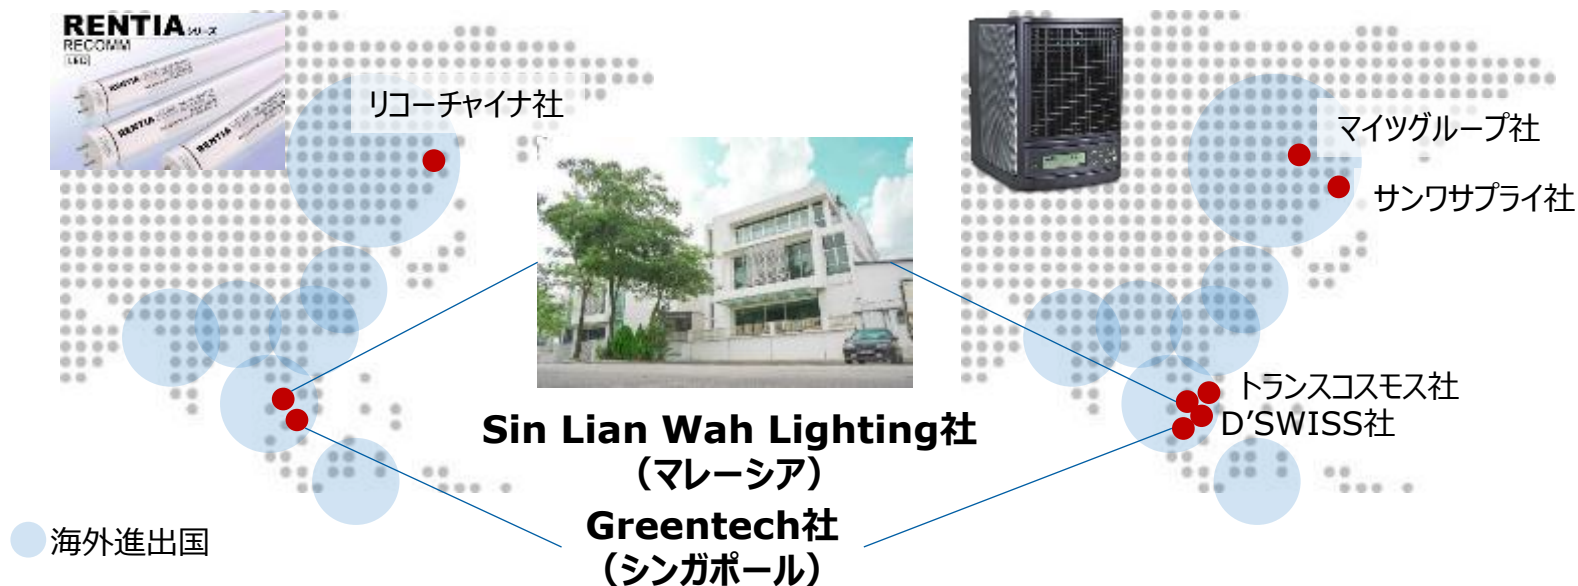 RENTIA シリーズ
RECOMM
LED
RENTIA
RENTIA
RENTIA
リコーチャイナ社
マイツグループ社
サンワサプライ社
トランスコスモス社
D’SWISS社
Sin Lian Wah Lighting社
（マレーシア）
Greentech社
（シンガポール）
海外進出国